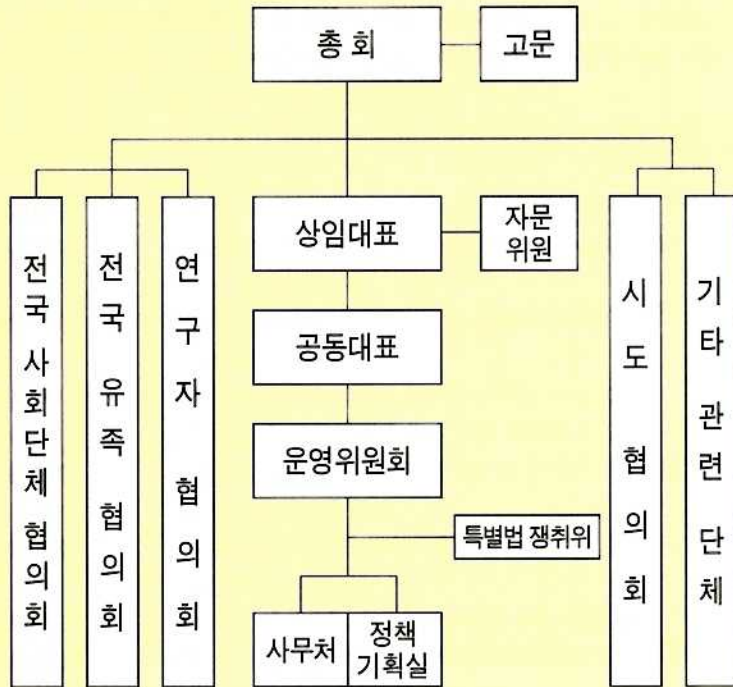 총 회
고문
상임대표
자문
위원
공동대표
운영위원회
특별법 쟁취위
사무처
정책
기획실
전국 사회단체 협의회
전국 유족 협의회
연구자 협의회
시도 협의회
기타 관련 단체